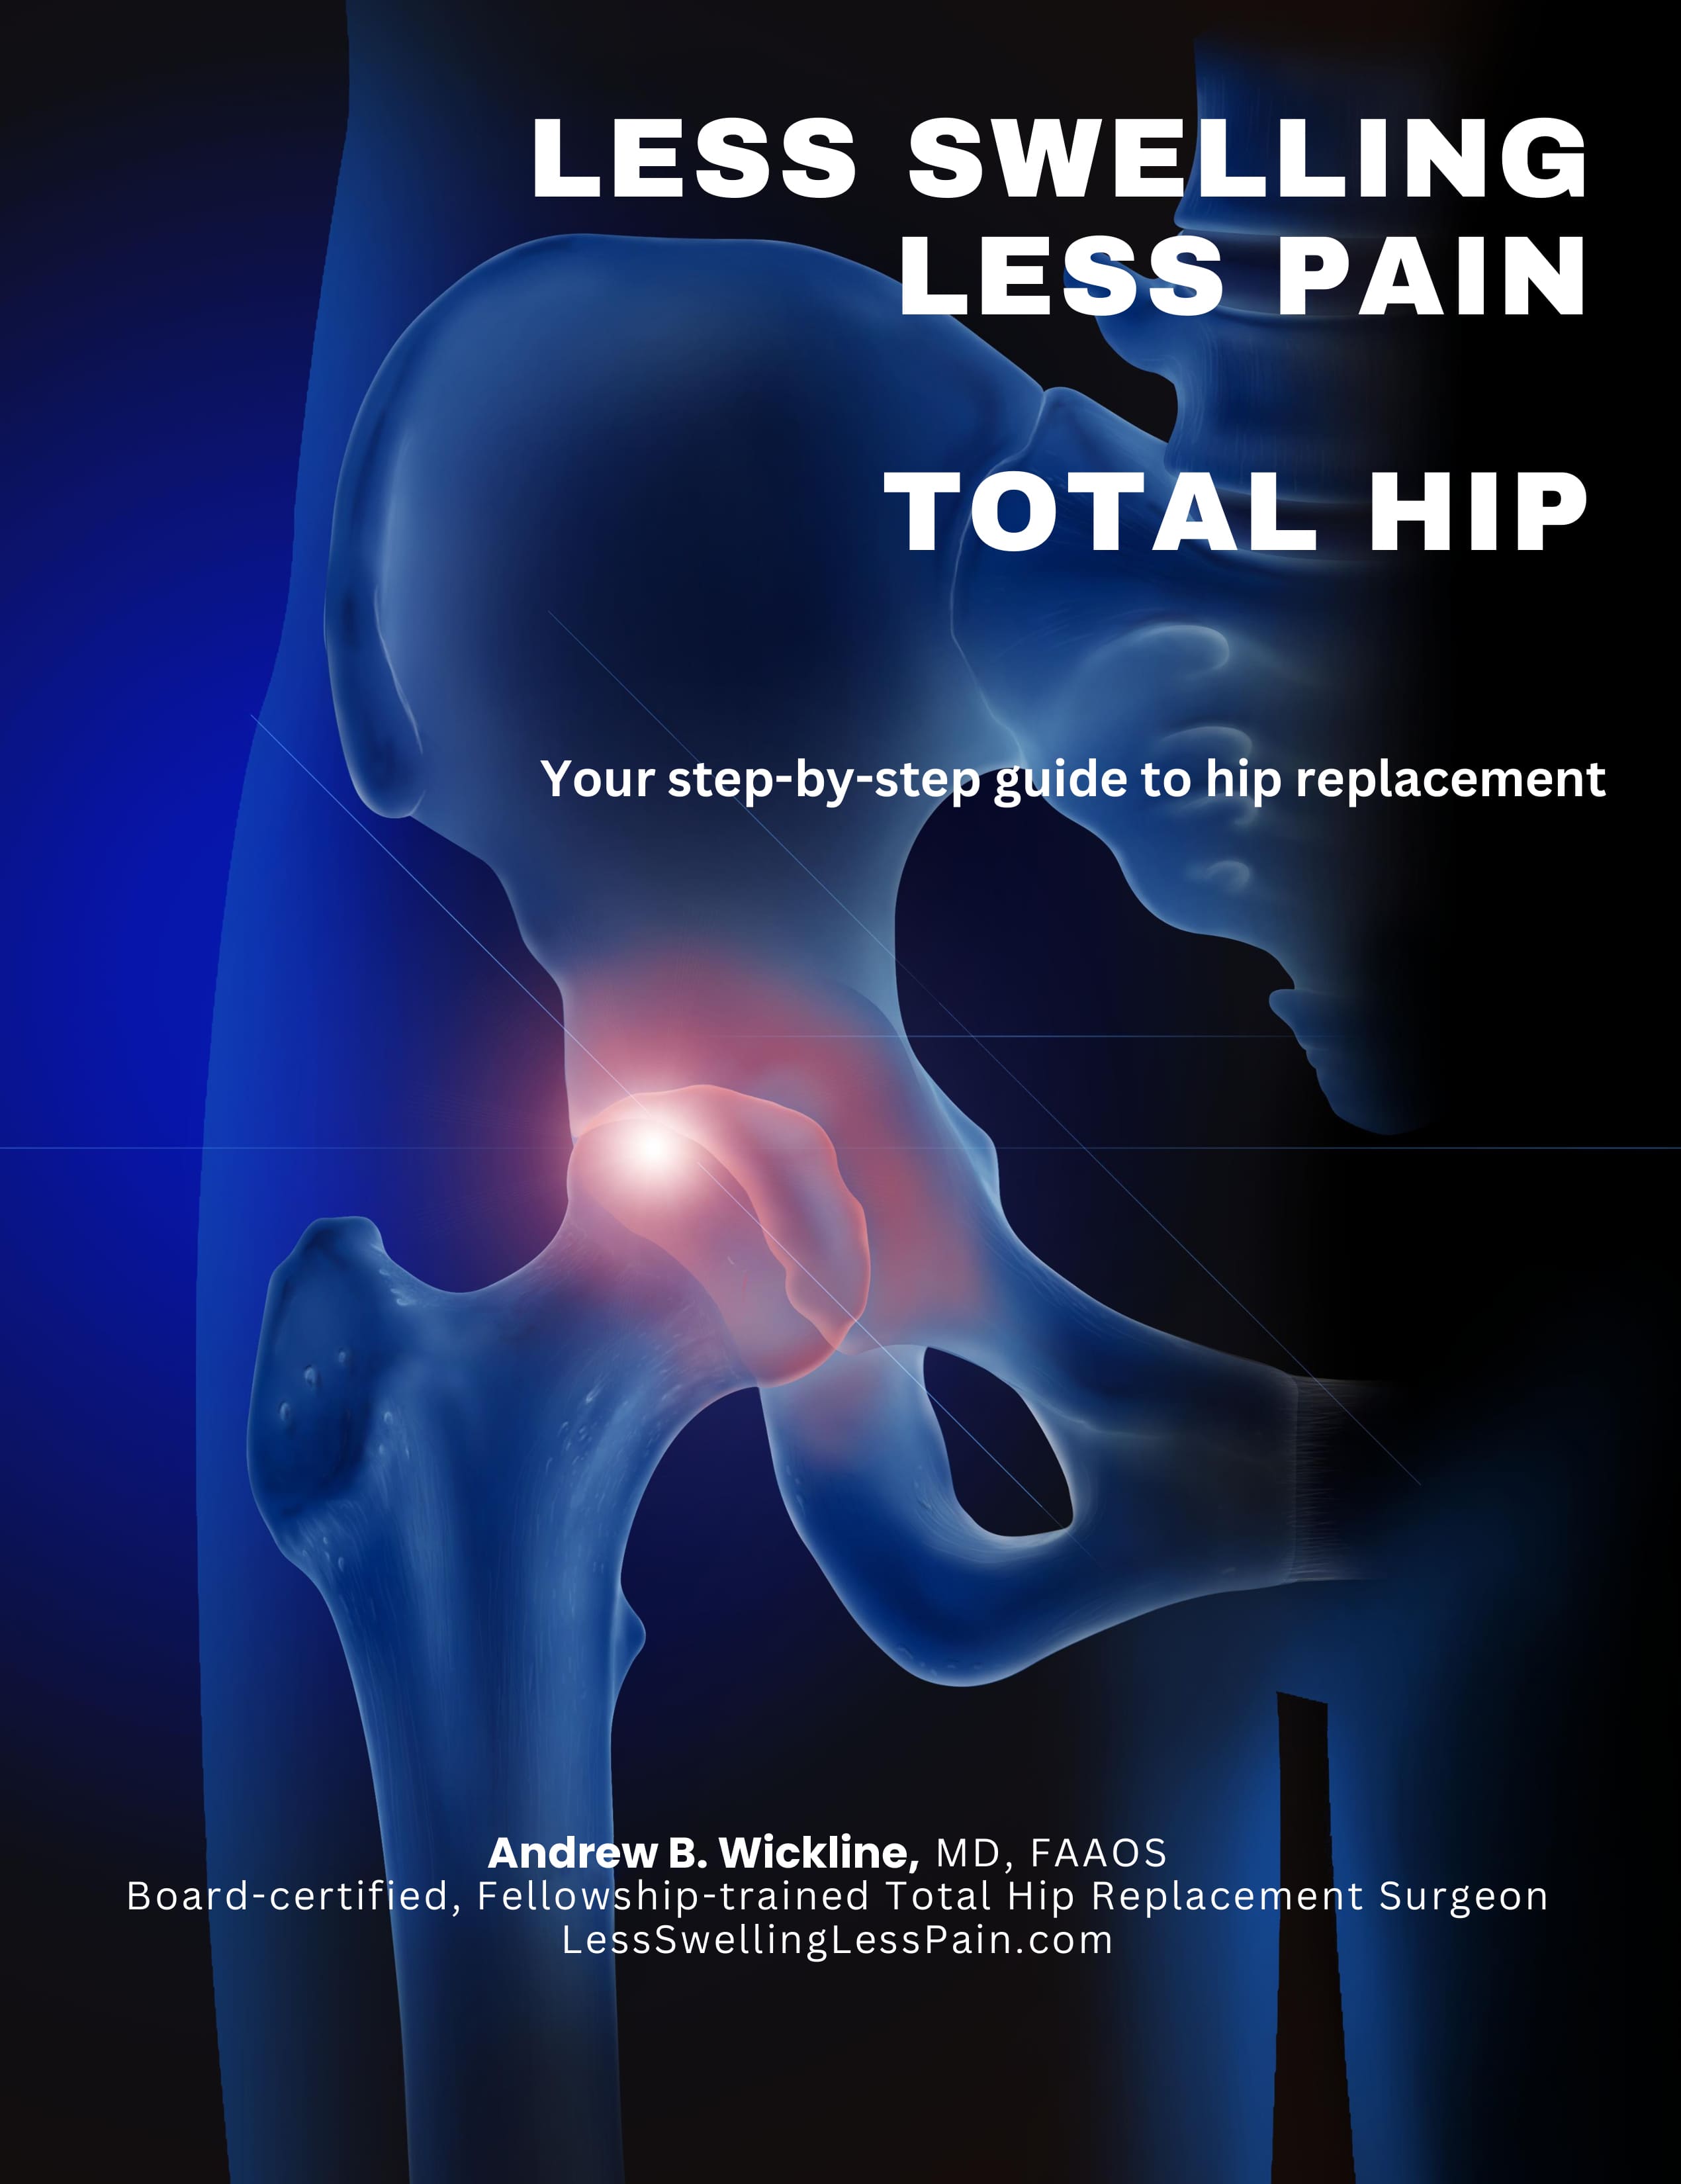 LESS SWELLING
LESS PAIN
TOTAL HIP
Your step-by-step guide to hip replacement
Andrew B. Wickline, MD, FAAOS
Board-certified, Fellowship-trained Total Hip Replacement Surgeon
LessSwellingLessPain.com